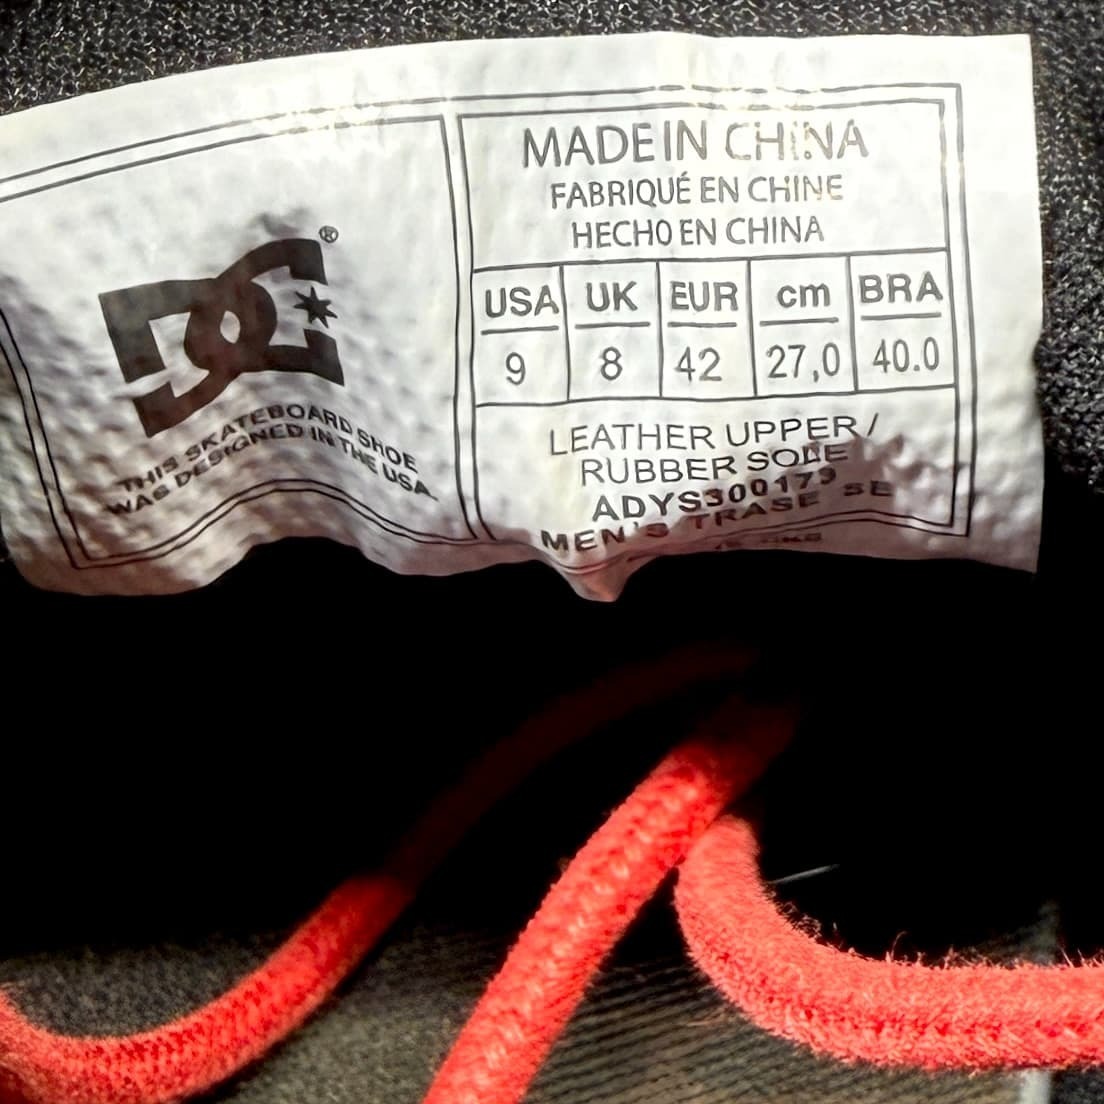 DC®
THIS SKATEBOARD SHOE
WAS DESIGNED IN THE USA.
MADE IN CHINA
FABRIQUÉ EN CHINE
HECHO EN CHINA
USA UK EUR cm BRA
9 8 42 27,0 40.0
LEATHER UPPER/
RUBBER SOLE
ADYS300179
MEN'S TRASE SE